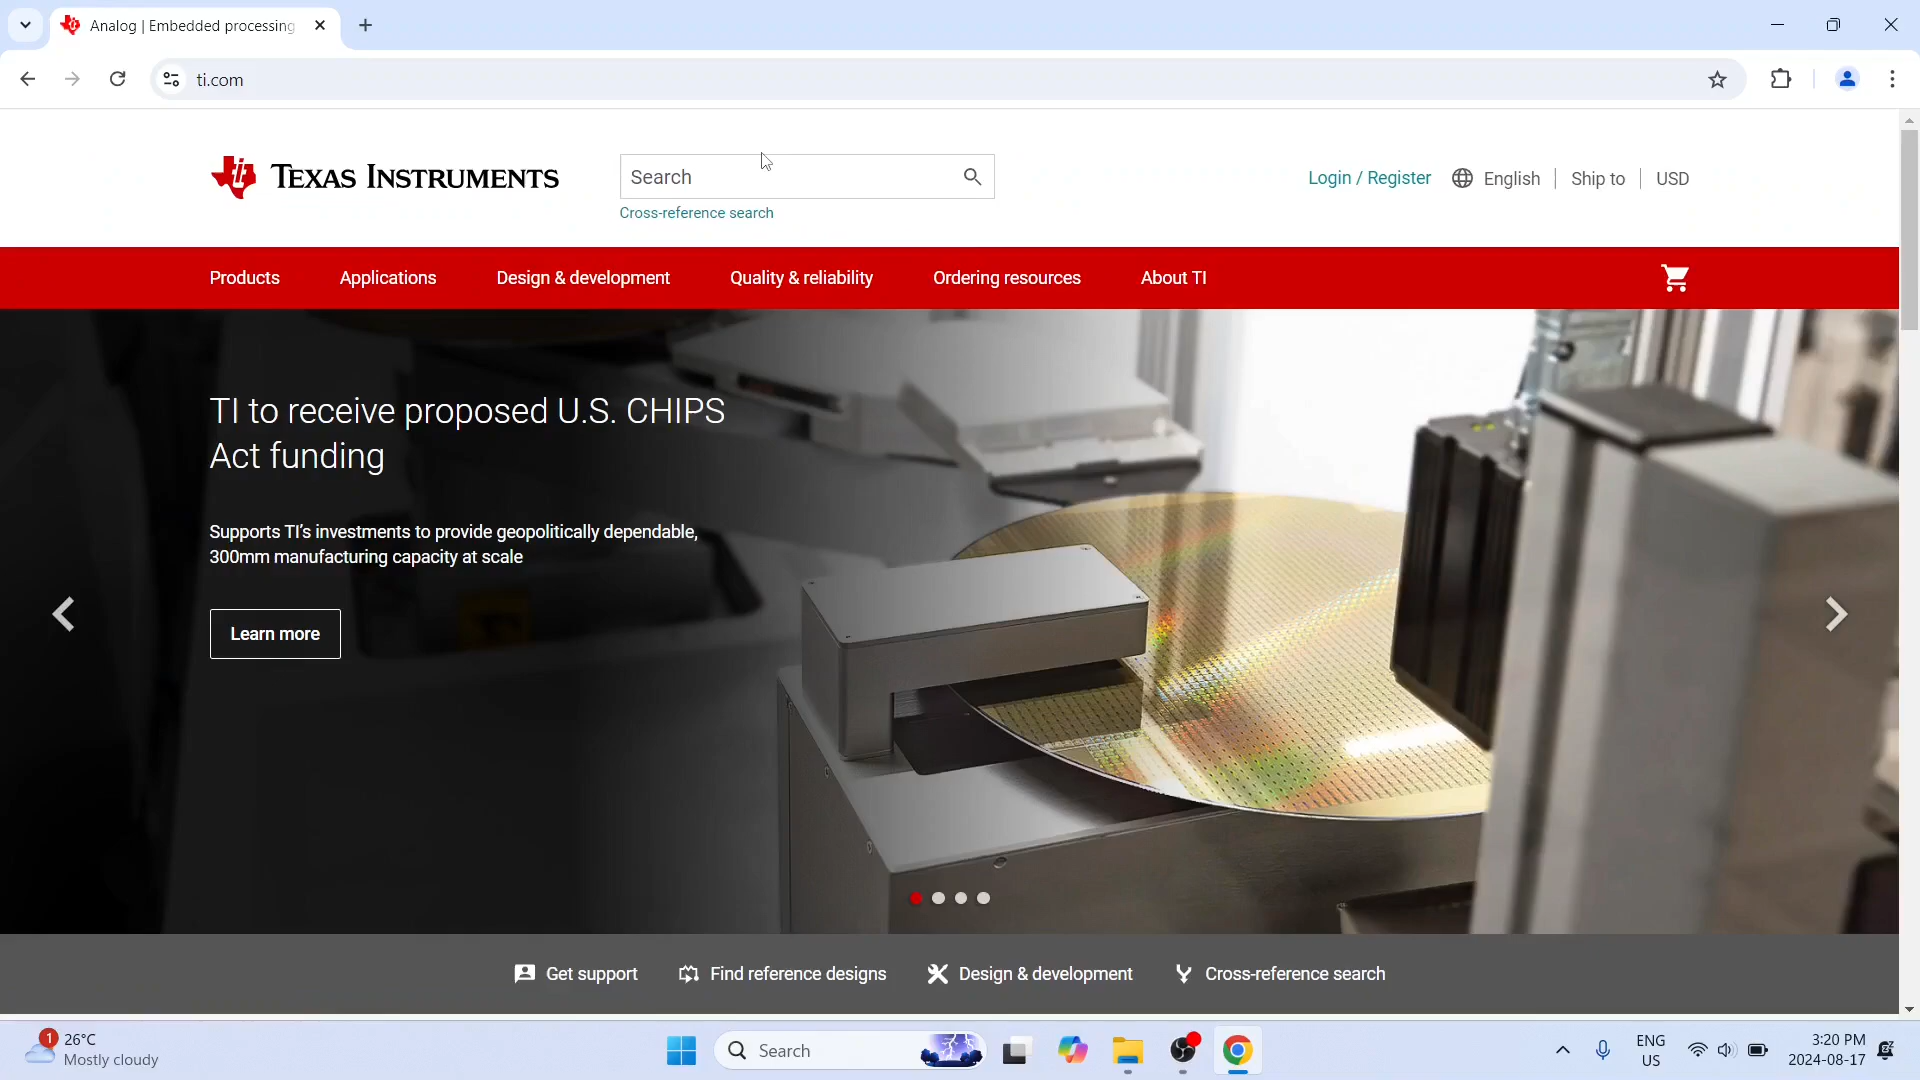 Analog | Embedded processing
ti.com
TEXAS INSTRUMENTS
Search
Cross-reference search
Login / Register
English
Ship to
USD
Products
Applications
Design & development
Quality & reliability
Ordering resources
About TI
TI to receive proposed U.S. CHIPS
Act funding
Supports TI's investments to provide geopolitically dependable,
300mm manufacturing capacity at scale
Learn more
Get support
Find reference designs
Design & development
Cross-reference search
1
26°C
Mostly cloudy
Search
ENG
US
3:20 PM
2024-08-17